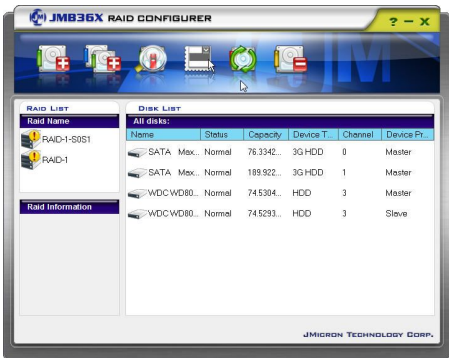 JM JMB36X RAID CONFIGURER
? – X
RAID LIST
Raid Name
RAID-1-S0S1
RAID-1
Raid Information
DISK LIST
All disks:
Name Status Capacity Device T... Channel Device Pr...
SATA Max... Normal 76.3342... 3G HDD 0 Master
SATA Max... Normal 189.922... 3G HDD 1 Master
WDC WD80... Normal 74.5304... HDD 3 Master
WDC WD80... Normal 74.5293... HDD 3 Slave
JMICRON TECHNOLOGY CORP.